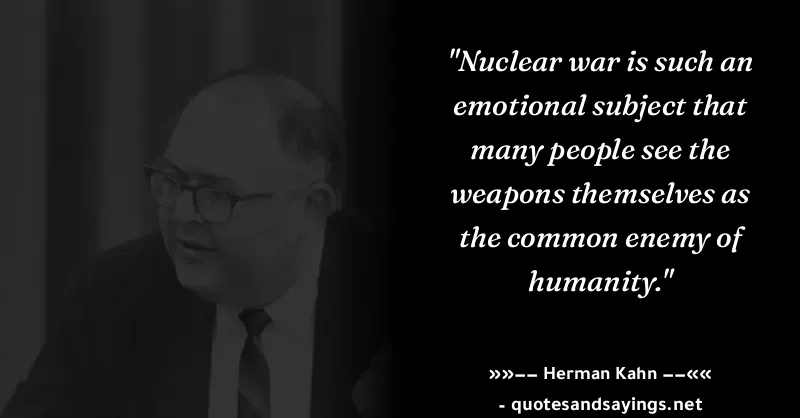 "Nuclear war is such an
emotional subject that
many people see the
weapons themselves as
the common enemy of
humanity."
»»–– Herman Kahn ––««
- quotesandsayings.net